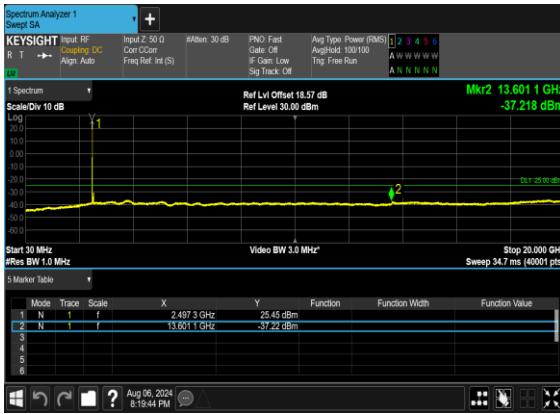 Spectrum Analyzer 1
Swept SA
+
KEYSIGHT Input: RF Input Z: 50 Ω #Atten: 30 dB PNO: Fast Avg Type: Power (RMS) 1 2 3 4 5 6
R T Coupling: DC Corr CCorr Gate: Off Avg|Hold: 100/100 A W W W W W
Align: Auto Freq Ref: Int (S) IF Gain: Low Trig: Free Run
LXI Sig Track: Off A N N N N N
1 Spectrum Ref Lvl Offset 18.57 dB Mkr2 13.601 1 GHz
Scale/Div 10 dB Ref Level 30.00 dBm -37.218 dBm
Log
20.0
10.0
0.00
-10.0
-20.0
-30.0
-40.0
-50.0
-60.0
1
2
DL1 -25.00 dBm
Start 30 MHz Video BW 3.0 MHz* Stop 20.000 GHz
#Res BW 1.0 MHz Sweep 34.7 ms (40001 pts)
5 Marker Table
Mode Trace Scale X Y Function Function Width Function Value
1 N 1 f 2.497 3 GHz 25.45 dBm
2 N 1 f 13.601 1 GHz -37.22 dBm
3
4
5
6
? Aug 06, 2024
8:19:44 PM